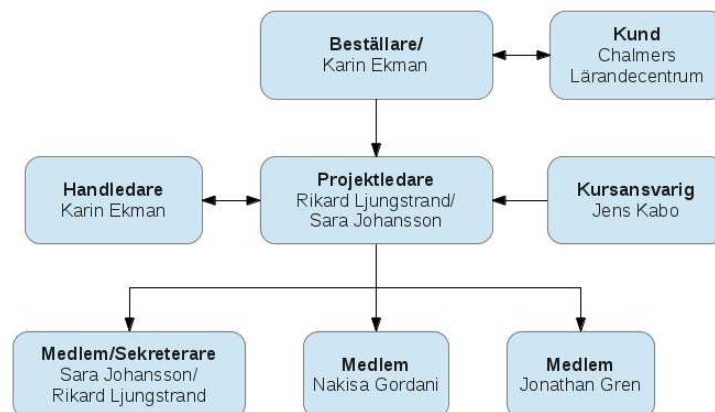 Beställare/
Karin Ekman
Kund
Chalmers
Lärandecentrum
Handledare
Karin Ekman
Projektledare
Rikard Ljungstrand/
Sara Johansson
Kursansvarig
Jens Kabo
Medlem/Sekreterare
Sara Johansson/
Rikard Ljungstrand
Medlem
Nakisa Gordani
Medlem
Jonathan Gren